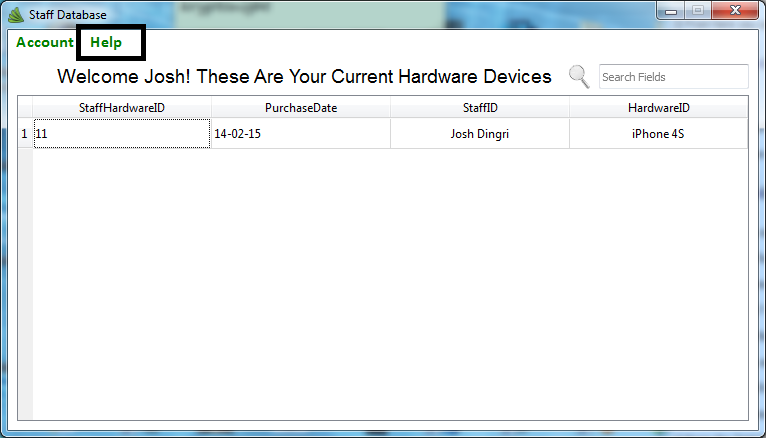 Staff Database
Account Help
Welcome Josh! These Are Your Current Hardware Devices Search Fields
StaffHardwareID PurchaseDate StaffID HardwareID
1 11 14-02-15 Josh Dingri iPhone 4S